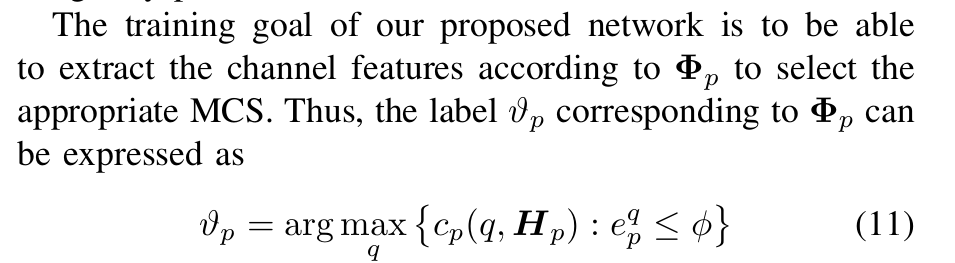 The training goal of our proposed network is to be able
to extract the channel features according to Φ_p to select the
appropriate MCS. Thus, the label ϑ_p corresponding to Φ_p can
be expressed as
ϑ_p = arg max_q {c_p(q, H_p) : e_p^q ≤ ϕ} (11)